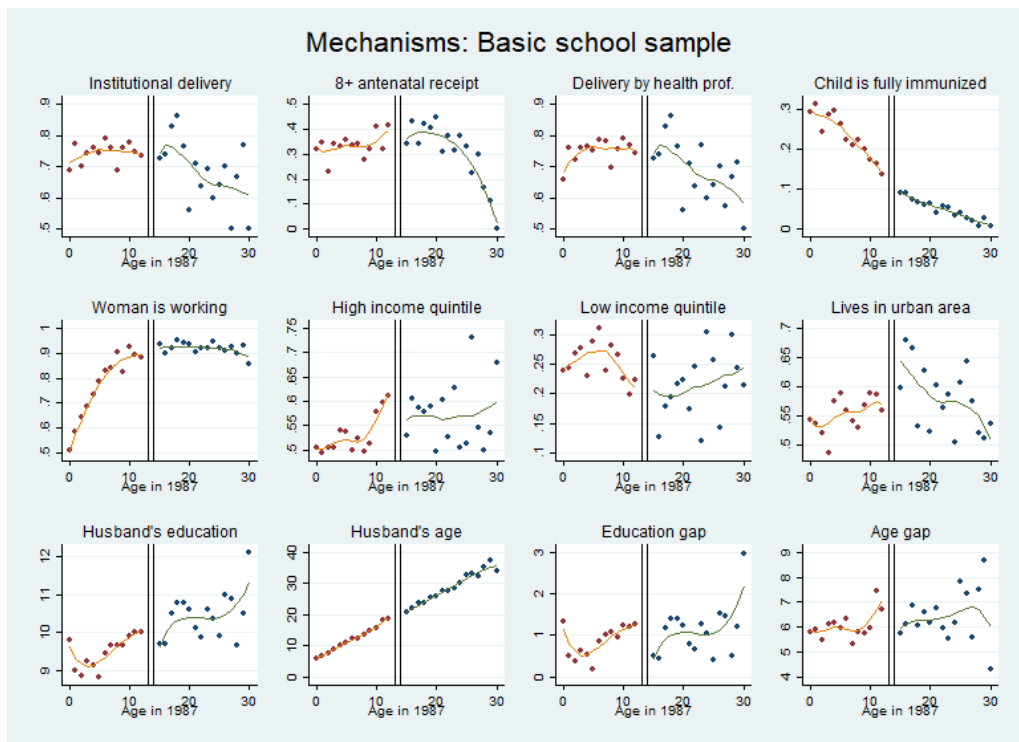 Mechanisms: Basic school sample
Institutional delivery
.9
.8
.7
.6
.5
0 10 20 30
Age in 1987
8+ antenatal receipt
.5
.4
.3
.2
.1
0
0 10 20 30
Age in 1987
Delivery by health prof.
.9
.8
.7
.6
.5
0 10 20 30
Age in 1987
Child is fully immunized
.3
.2
.1
0
0 10 20 30
Age in 1987
Woman is working
1
.9
.8
.7
.6
.5
0 10 20 30
Age in 1987
High income quintile
.75
.7
.65
.6
.55
.5
0 10 20 30
Age in 1987
Low income quintile
.3
.25
.2
.15
.1
0 10 20 30
Age in 1987
Lives in urban area
.7
.65
.6
.55
.5
0 10 20 30
Age in 1987
Husband's education
12
11
10
9
0 10 20 30
Age in 1987
Husband's age
40
30
20
10
0
0 10 20 30
Age in 1987
Education gap
3
2
1
0
0 10 20 30
Age in 1987
Age gap
9
8
7
6
5
4
0 10 20 30
Age in 1987